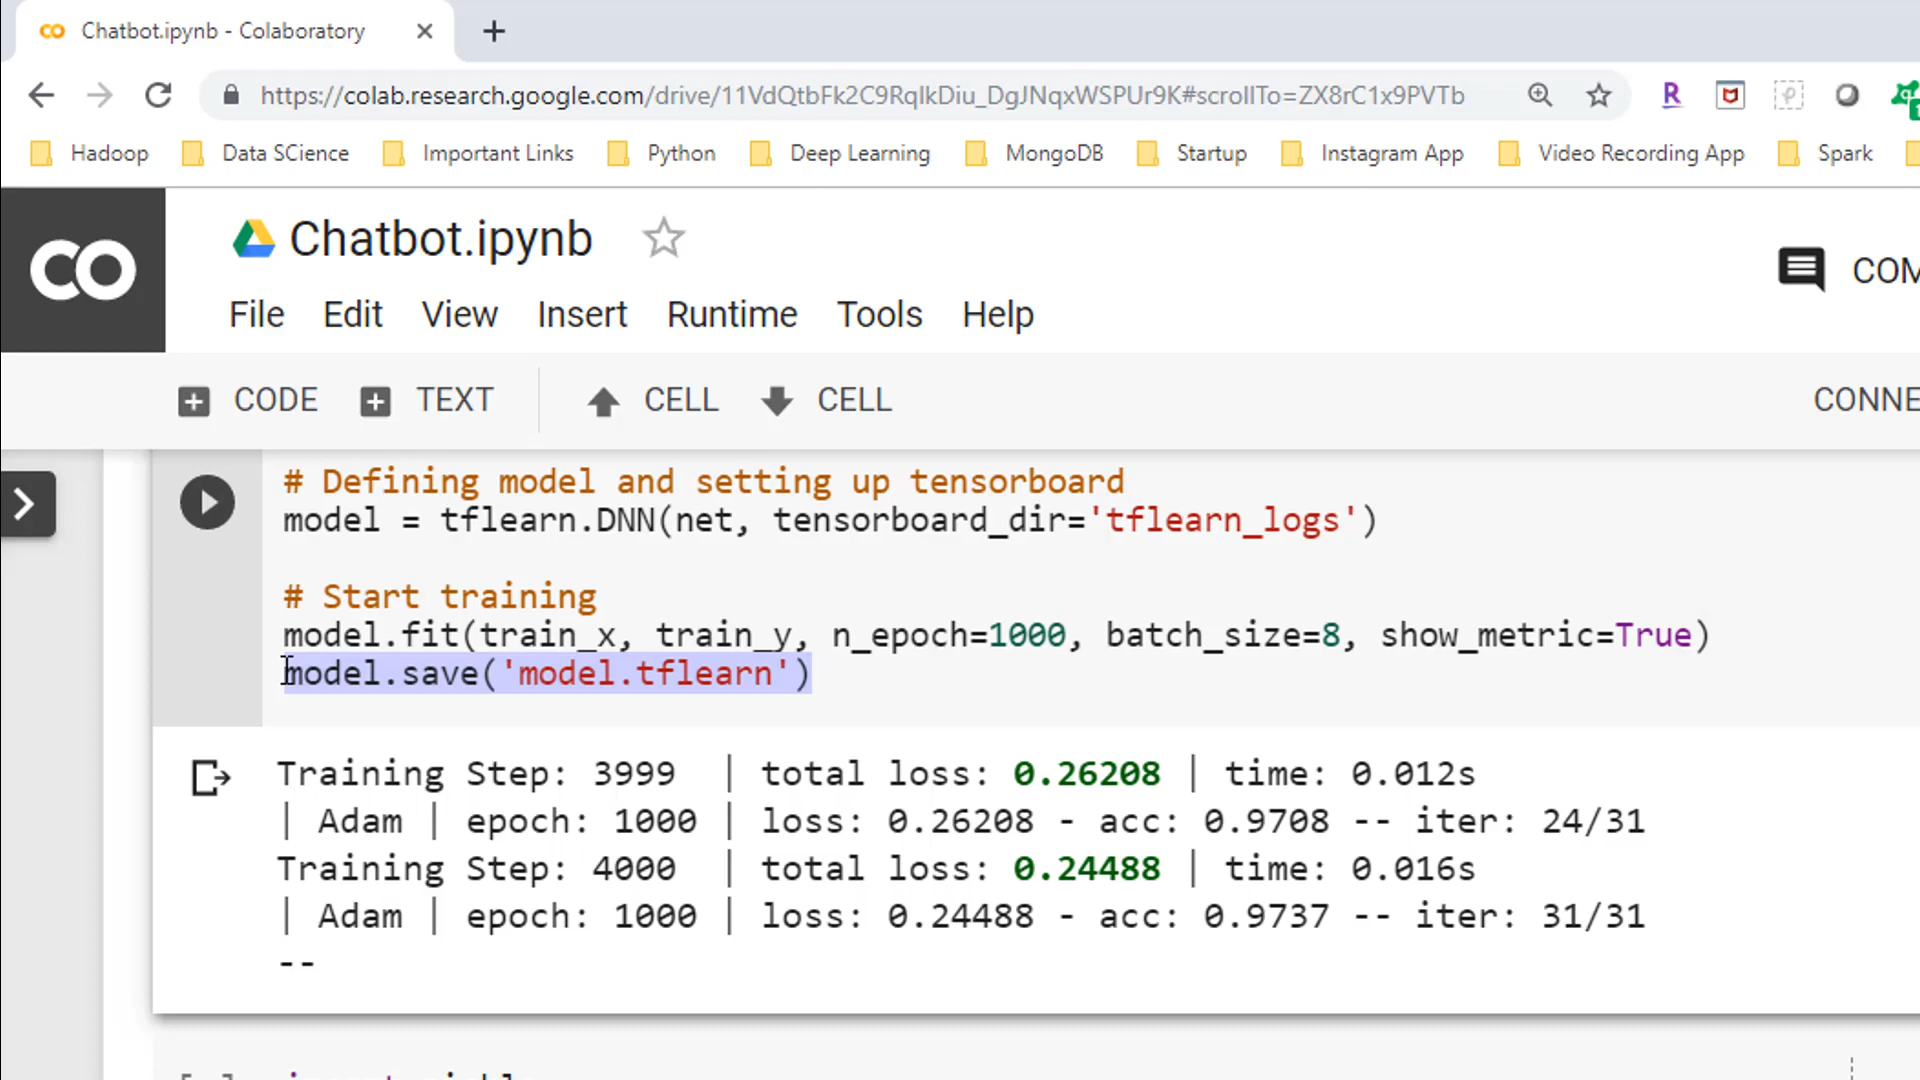 Chatbot.ipynb - Colaboratory
https://colab.research.google.com/drive/11VdQtbFk2C9RqIkDiu_DgJNqxWSPUr9K#scrollTo=ZX8rC1x9PVTb
Hadoop Data SCience Important Links Python Deep Learning MongoDB Startup Instagram App Video Recording App Spark
CO Chatbot.ipynb
COM
File Edit View Insert Runtime Tools Help
CODE TEXT CELL CELL CONNE
# Defining model and setting up tensorboard
model = tflearn.DNN(net, tensorboard_dir='tflearn_logs')
# Start training
model.fit(train_x, train_y, n_epoch=1000, batch_size=8, show_metric=True)
model.save('model.tflearn')
Training Step: 3999 | total loss: 0.26208 | time: 0.012s
| Adam | epoch: 1000 | loss: 0.26208 - acc: 0.9708 -- iter: 24/31
Training Step: 4000 | total loss: 0.24488 | time: 0.016s
| Adam | epoch: 1000 | loss: 0.24488 - acc: 0.9737 -- iter: 31/31
--